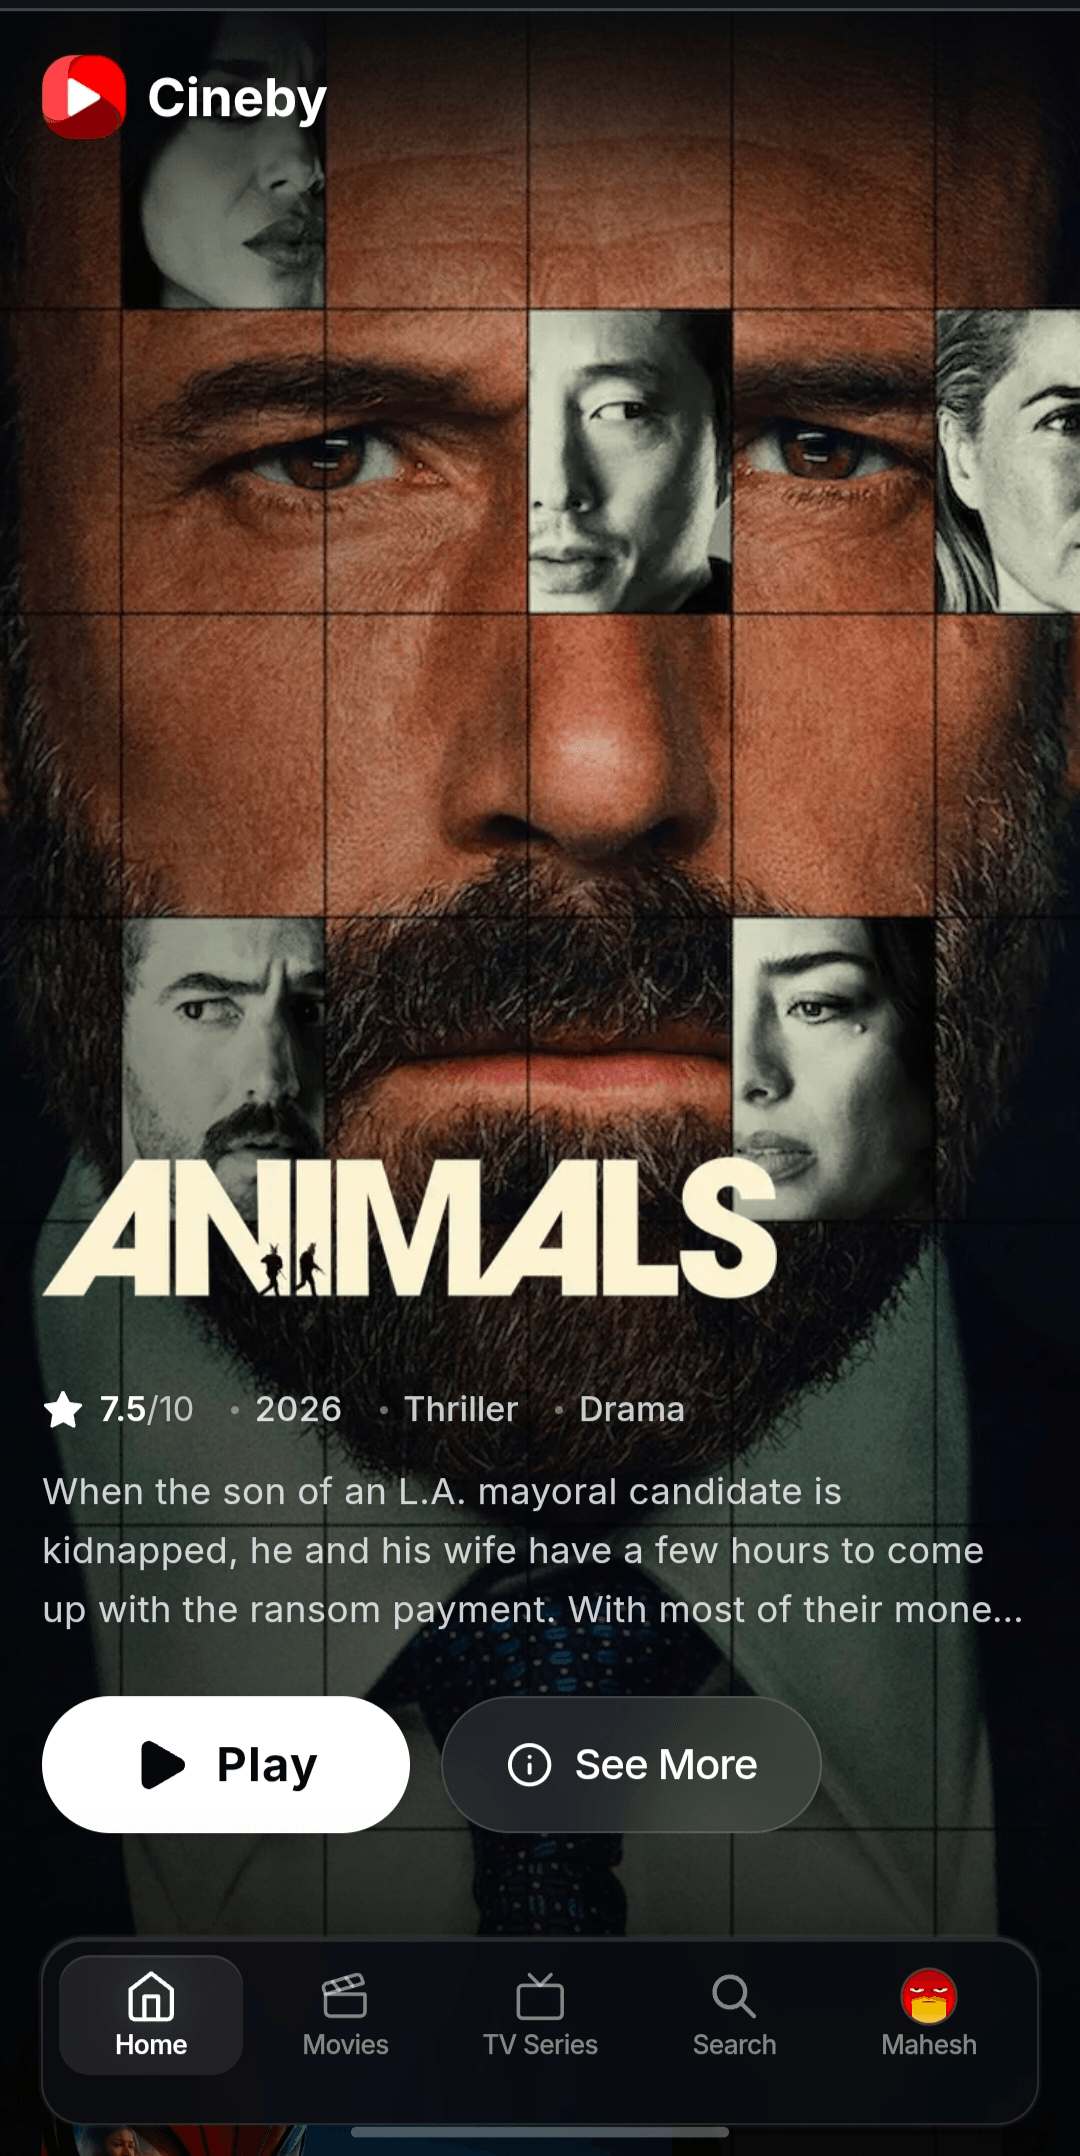 Cineby
ANIMALS
7.5/10 • 2026 • Thriller • Drama
When the son of an L.A. mayoral candidate is
kidnapped, he and his wife have a few hours to come
up with the ransom payment. With most of their mone...
Play
See More
Home
Movies
TV Series
Search
Mahesh